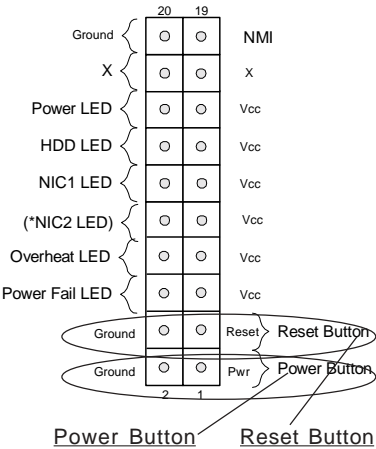 20 19
Ground NMI
X X
Power LED Vcc
HDD LED Vcc
NIC1 LED Vcc
(*NIC2 LED) Vcc
Overheat LED Vcc
Power Fail LED Vcc
Ground Reset Reset Button
Ground Pwr Power Button
2 1
Power Button Reset Button